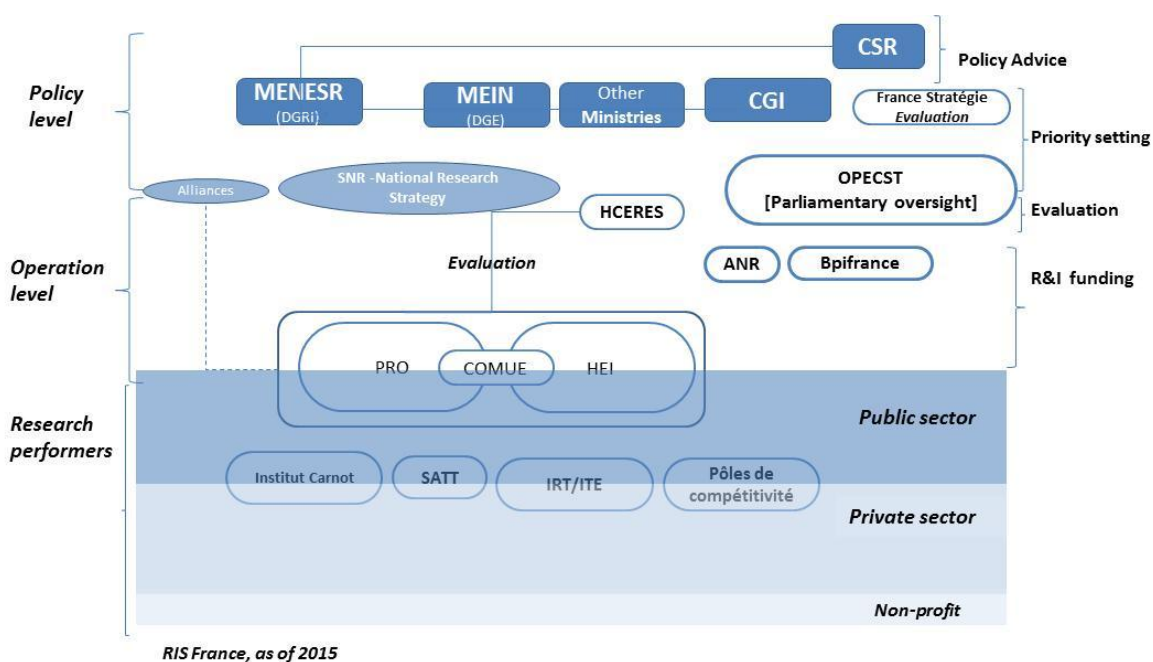 CSR
Policy Advice
Policy
level
MENESR
(DGRi)
MEIN
(DGE)
Other
Ministries
CGI
France Stratégie
Evaluation
Priority setting
Alliances
SNR -National Research
Strategy
OPECST
[Parliamentary oversight]
HCERES
Evaluation
Operation
level
Evaluation
ANR
Bpifrance
R&I funding
PRO
COMUE
HEI
Research
performers
Public sector
Institut Carnot
SATT
IRT/ITE
Pôles de
compétitivité
Private sector
Non-profit
RIS France, as of 2015